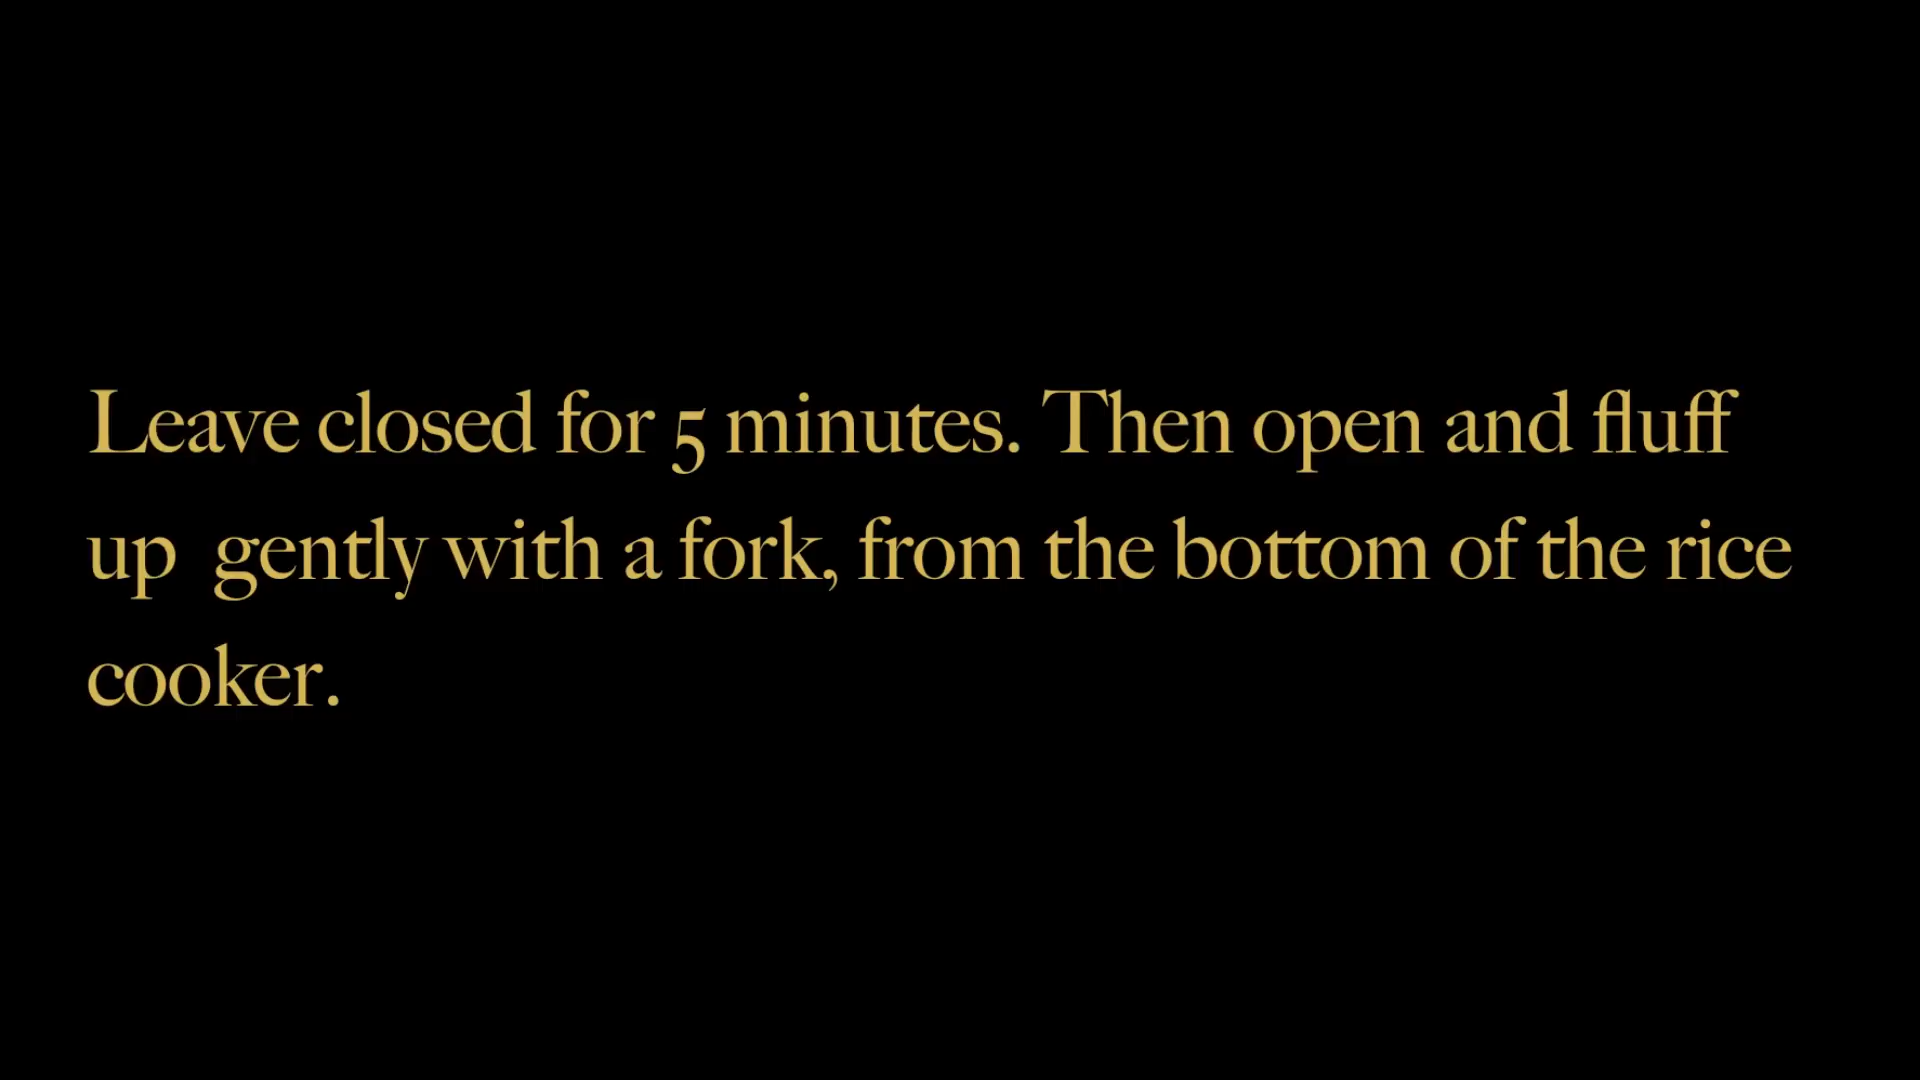 Leave closed for 5 minutes. Then open and fluff
up  gently with a fork, from the bottom of the rice
cooker.